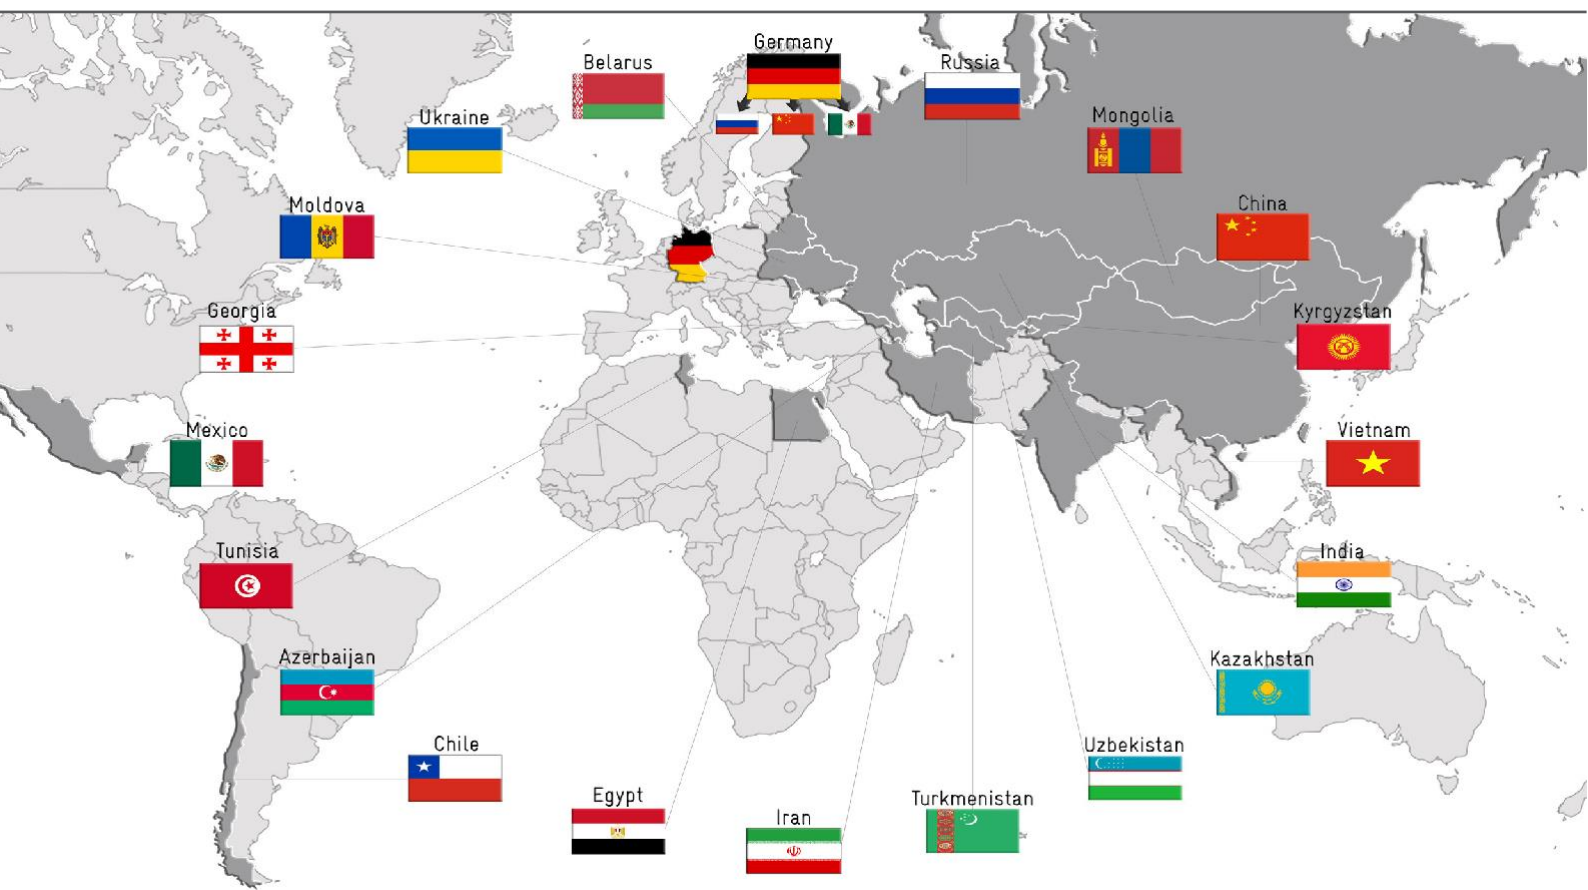 Germany
Belarus
Russia
Ukraine
Mongolia
Moldova
China
Georgia
Kyrgyzstan
Mexico
Vietnam
Tunisia
India
Azerbaijan
Kazakhstan
Chile
Uzbekistan
Egypt
Turkmenistan
Iran